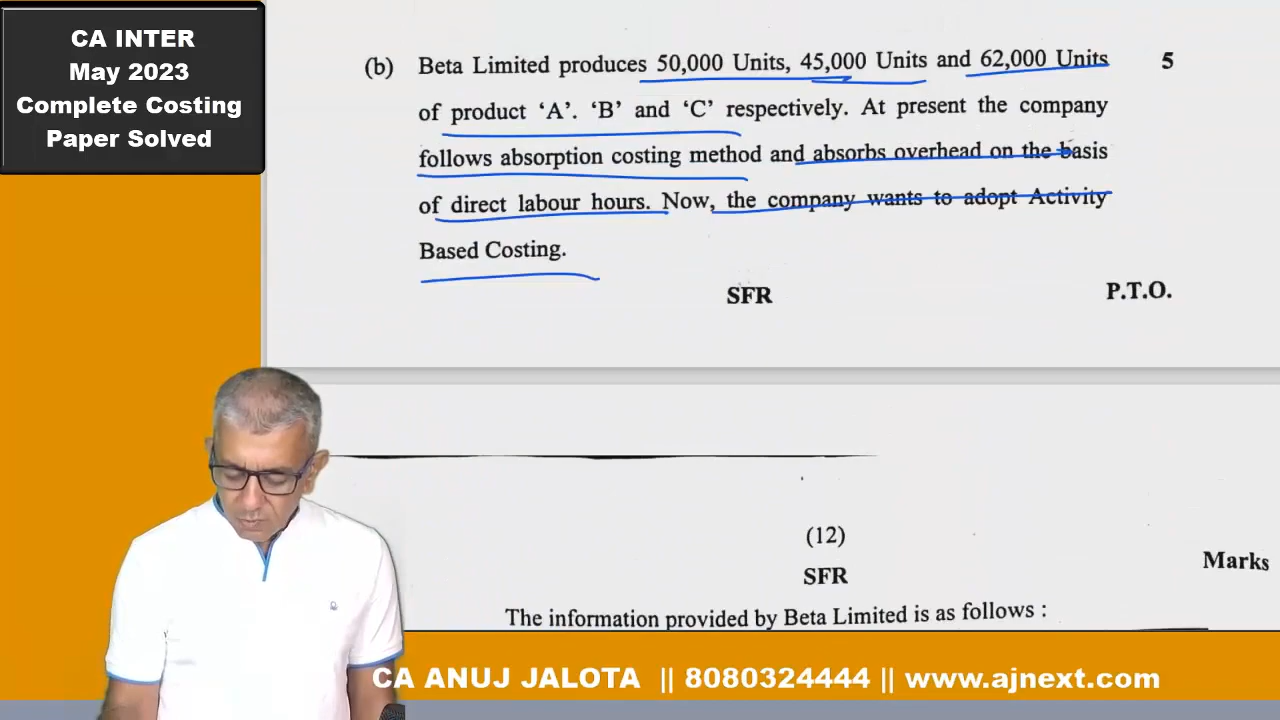 CA INTER
May 2023
Complete Costing
Paper Solved
(b) Beta Limited produces 50,000 Units, 45,000 Units and 62,000 Units 5
of product ‘A’. ‘B’ and ‘C’ respectively. At present the company
follows absorption costing method and absorbs overhead on the basis
of direct labour hours. Now, the company wants to adopt Activity
Based Costing.
SFR P.T.O.
(12)
SFR
Marks
The information provided by Beta Limited is as follows :
CA ANUJ JALOTA || 8080324444 || www.ajnext.com